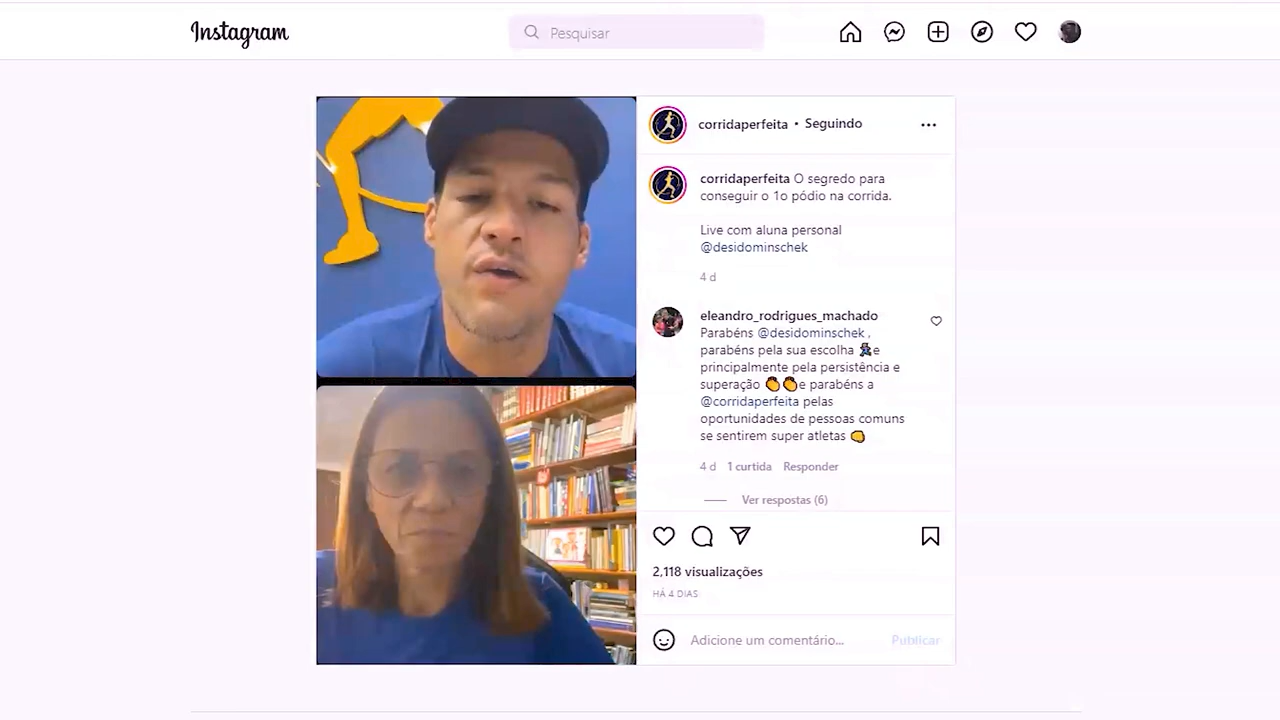 Instagram
Pesquisar
corridaperfeita • Seguindo
corridaperfeita O segredo para
conseguir o 1o pódio na corrida.
Live com aluna personal
@desidominschek
4 d
eleandro_rodrigues_machado
Parabéns @desidominschek ,
parabéns pela sua escolha 🏃e
principalmente pela persistência e
superação 👏👏e parabéns a
@corridaperfeita pelas
oportunidades de pessoas comuns
se sentirem super atletas 👊
4 d 1 curtida Responder
Ver respostas (6)
2,118 visualizações
HÁ 4 DIAS
Adicione um comentário...
Publicar